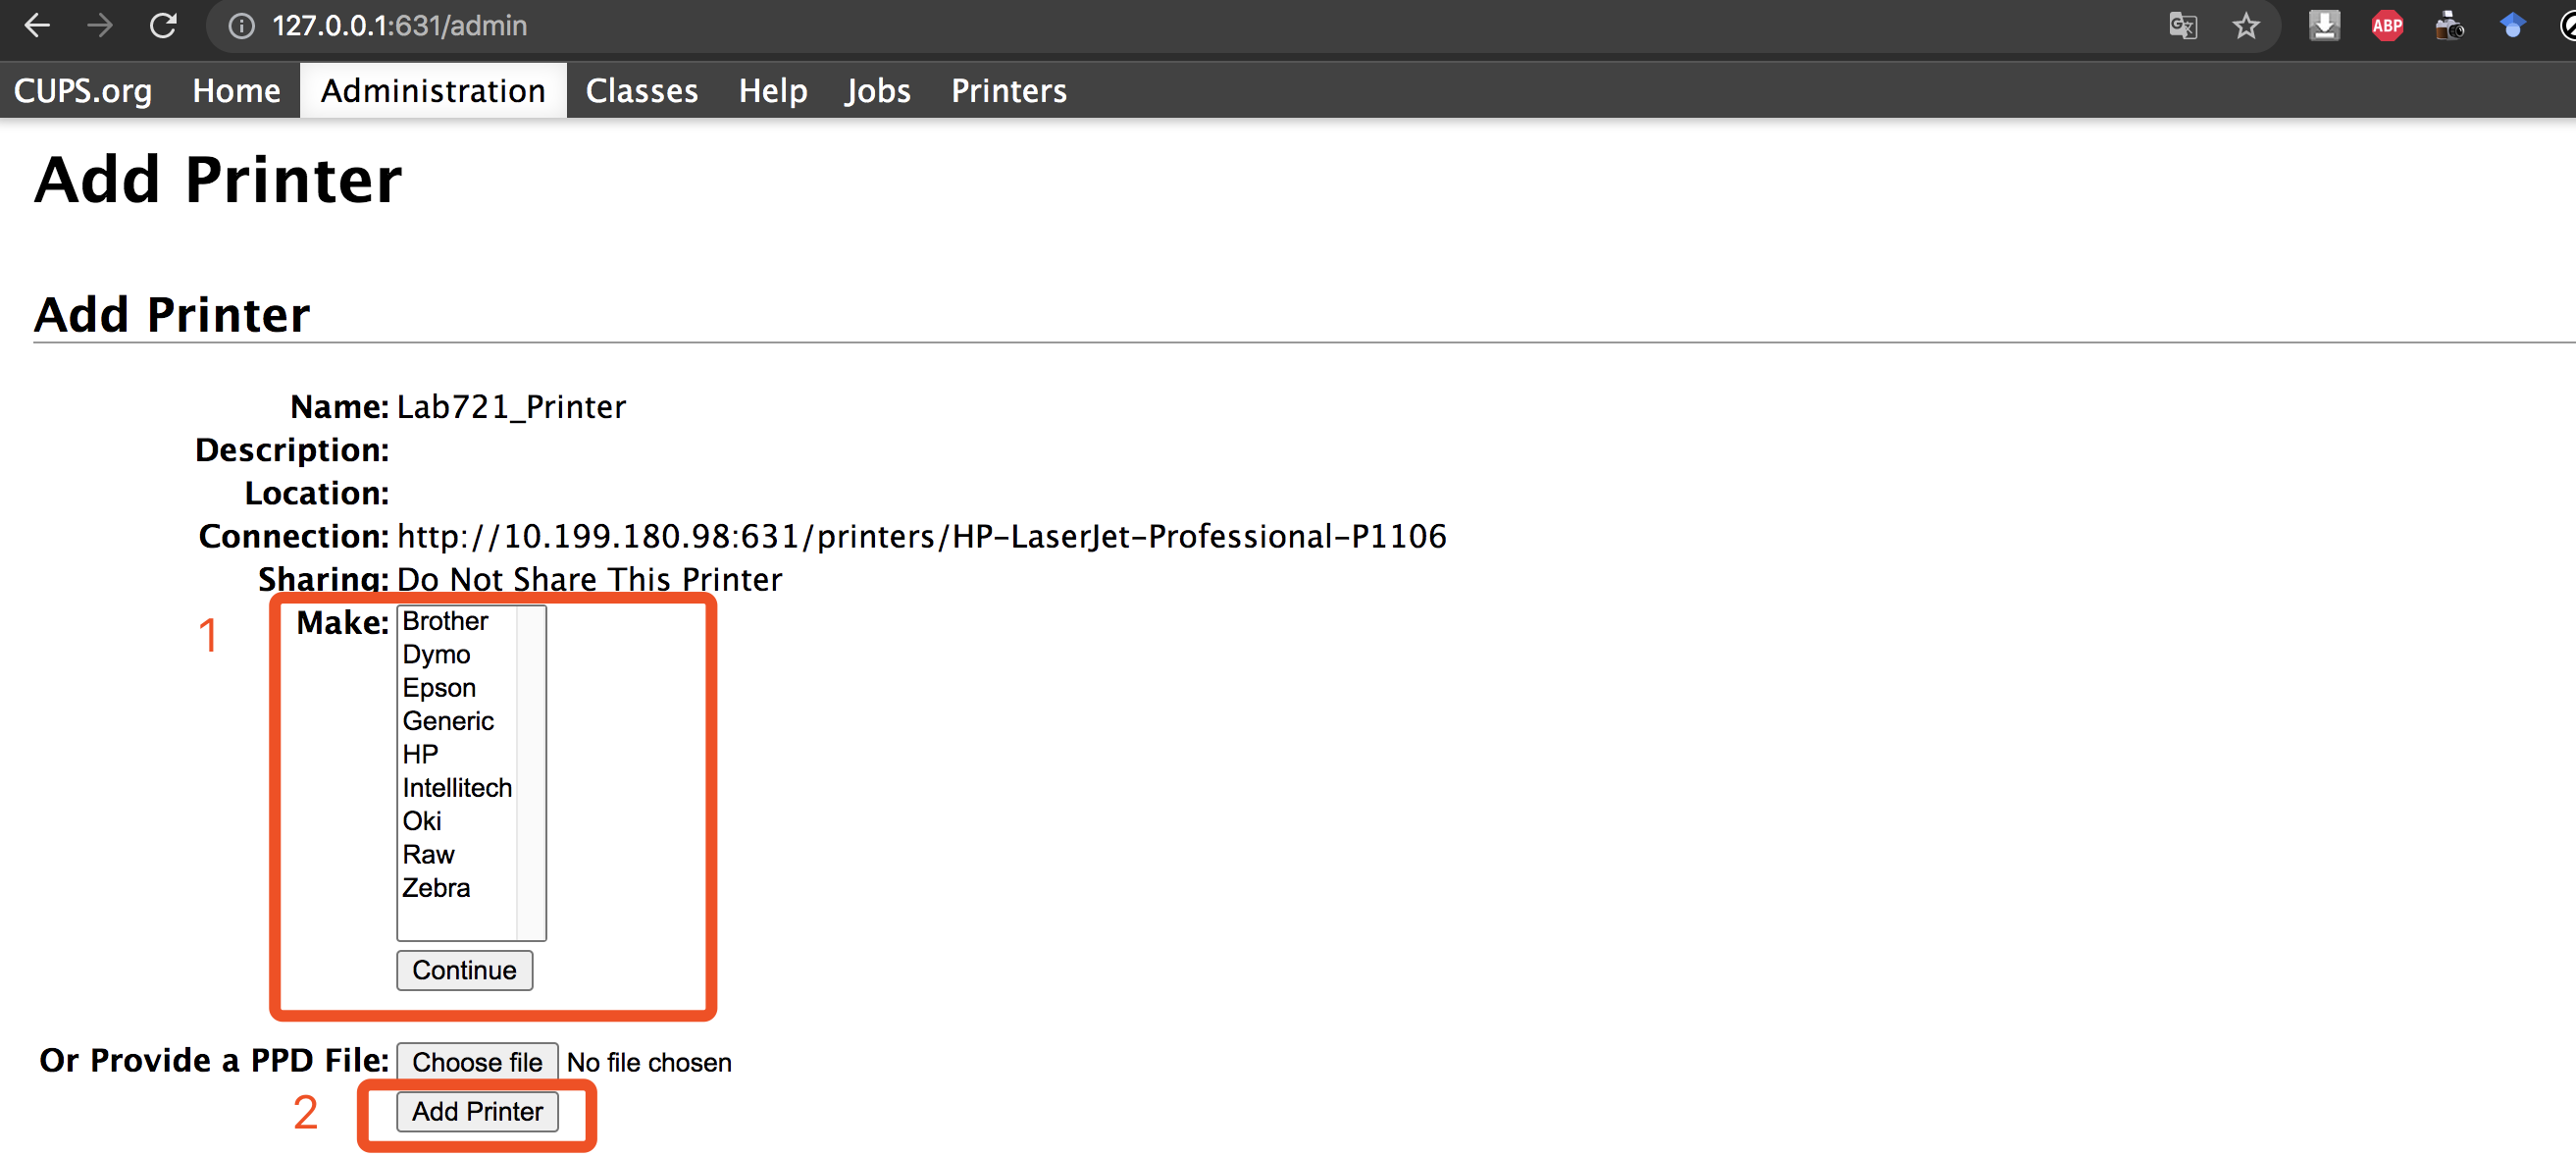 127.0.0.1:631/admin
ABP
CUPS.org Home Administration Classes Help Jobs Printers
Add Printer
Add Printer
Name: Lab721_Printer
Description:
Location:
Connection: http://10.199.180.98:631/printers/HP-LaserJet-Professional-P1106
Sharing: Do Not Share This Printer
1
Make: Brother
Dymo
Epson
Generic
HP
Intellitech
Oki
Raw
Zebra
Continue
Or Provide a PPD File: Choose file No file chosen
2 Add Printer